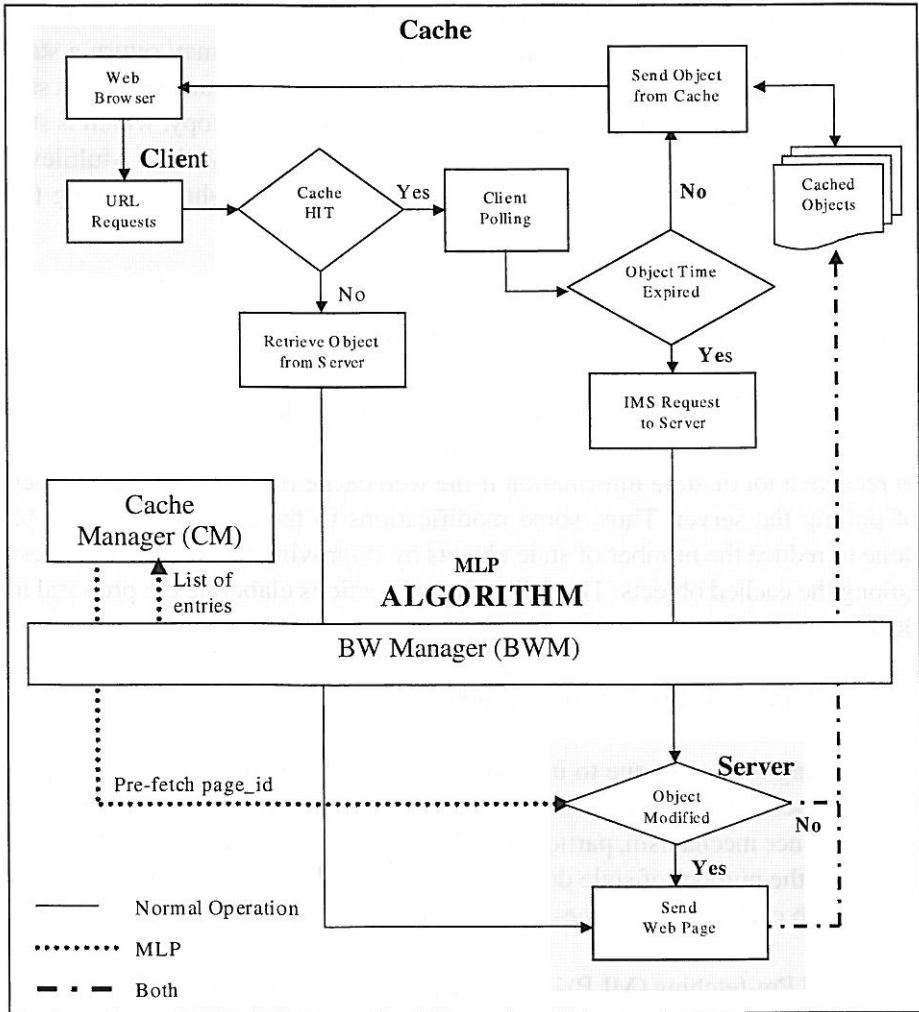 Cache
Web
Browser
Send Object
from Cache
Client
URL
Requests
Cache
HIT
Yes
Client
Polling
No
Cached
Objects
Object Time
Expired
No
Retrieve Object
from Server
Yes
IMS Request
to Server
Cache
Manager (CM)
List of
entries
MLP
ALGORITHM
BW Manager (BWM)
Pre-fetch page_id
Server
Object
Modified
No
Yes
Send
Web Page
Normal Operation
MLP
Both